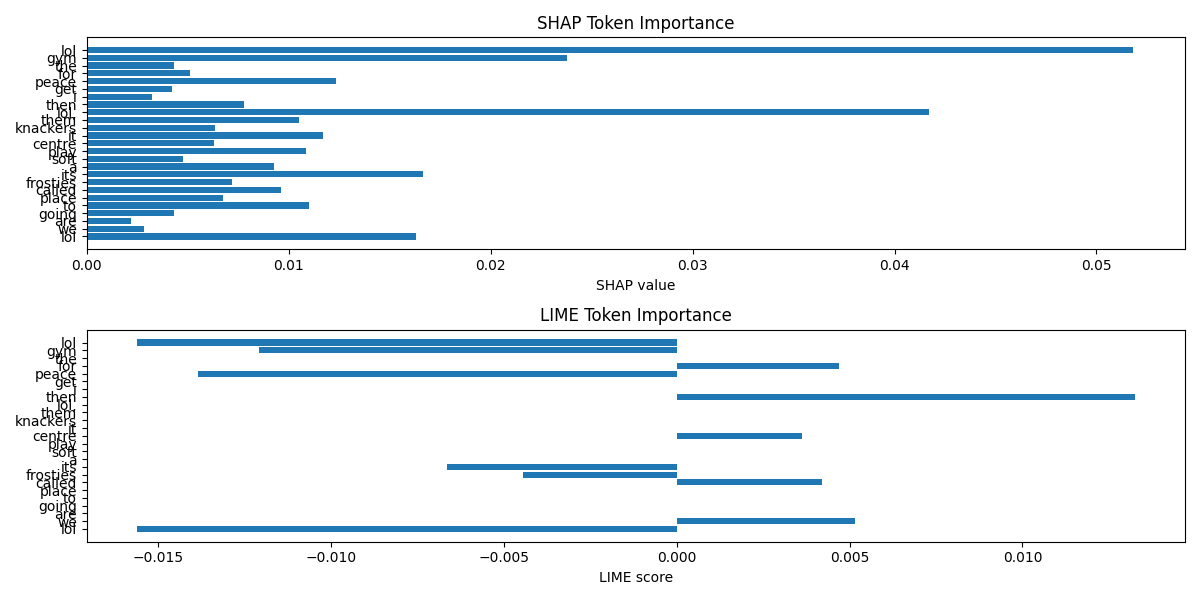 SHAP Token Importance
lol
gym
the
for
peace
get
i
then
lol
them
knackers
it
centre
play
soft
a
its
frosties
called
place
to
going
are
we
lol
0.00 0.01 0.02 0.03 0.04 0.05
SHAP value
LIME Token Importance
lol
gym
the
for
peace
get
i
then
lol
them
knackers
it
centre
play
soft
a
its
frosties
called
place
to
going
are
we
lol
−0.015 −0.010 −0.005 0.000 0.005 0.010
LIME score